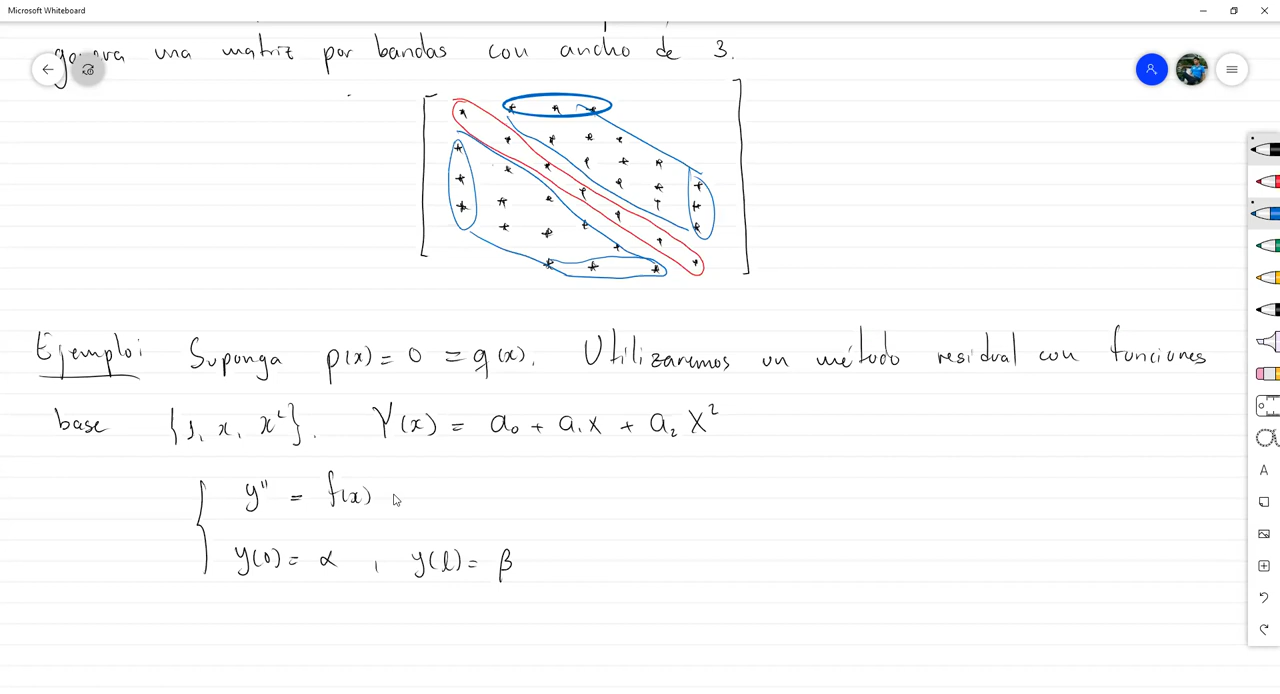 Microsoft Whiteboard
una matriz por bandas con ancho de 3.
Ejemplo: Suponga p(x) = 0 = q(x). Utilizaremos un método residual con funciones
base {1, x, x²}. Y(x) = a₀ + a₁x + a₂x²
y'' = f(x)
y(0) = α , y(l) = β
A